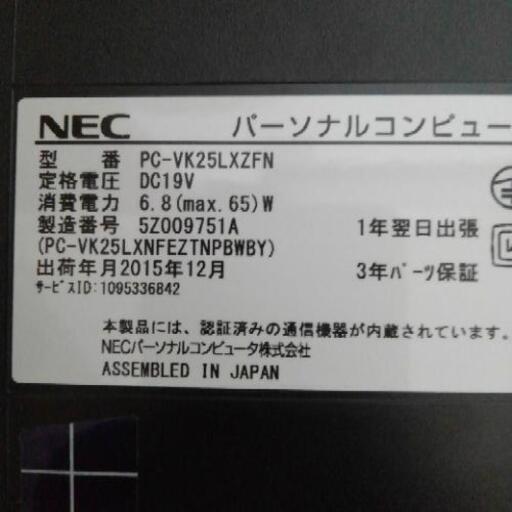 NEC パーソナルコンピュー
型 番 PC-VK25LXZFN
定格電圧 DC19V
消費電力 6.8(max.65)W
製造番号 5Z009751A
(PC-VK25LXNFEZTNPBWBY)
出荷年月2015年12月
サービスID:1095336842
1年翌日出張
3年パーツ保証
本製品には、認証済みの通信機器が内蔵されています。
NECパーソナルコンピュータ株式会社
ASSEMBLED IN JAPAN